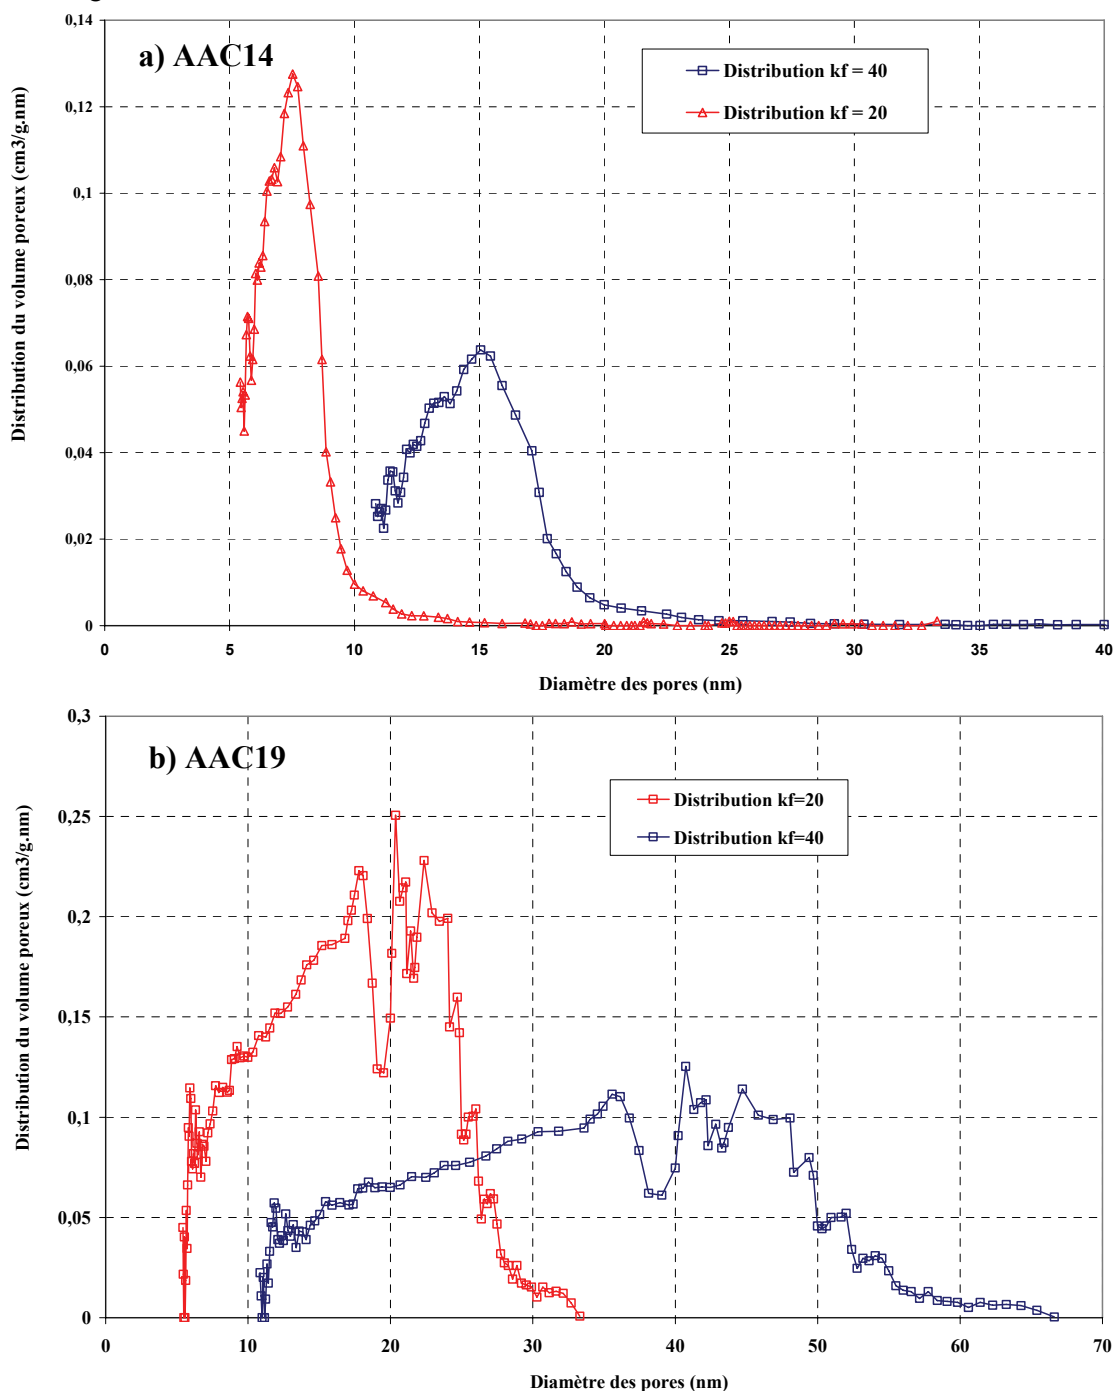 0,14
a) AAC14
Distribution kf = 40
Distribution kf = 20
0,12
0,1
0,08
0,06
0,04
0,02
0
Distribution du volume poreux (cm3/g.nm)
0 5 10 15 20 25 30 35 40
Diamètre des pores (nm)
0,3
b) AAC19
Distribution kf=20
Distribution kf=40
0,25
0,2
0,15
0,1
0,05
0
Distribution du volume poreux (cm3/g.nm)
0 10 20 30 40 50 60 70
Diamètre des pores (nm)